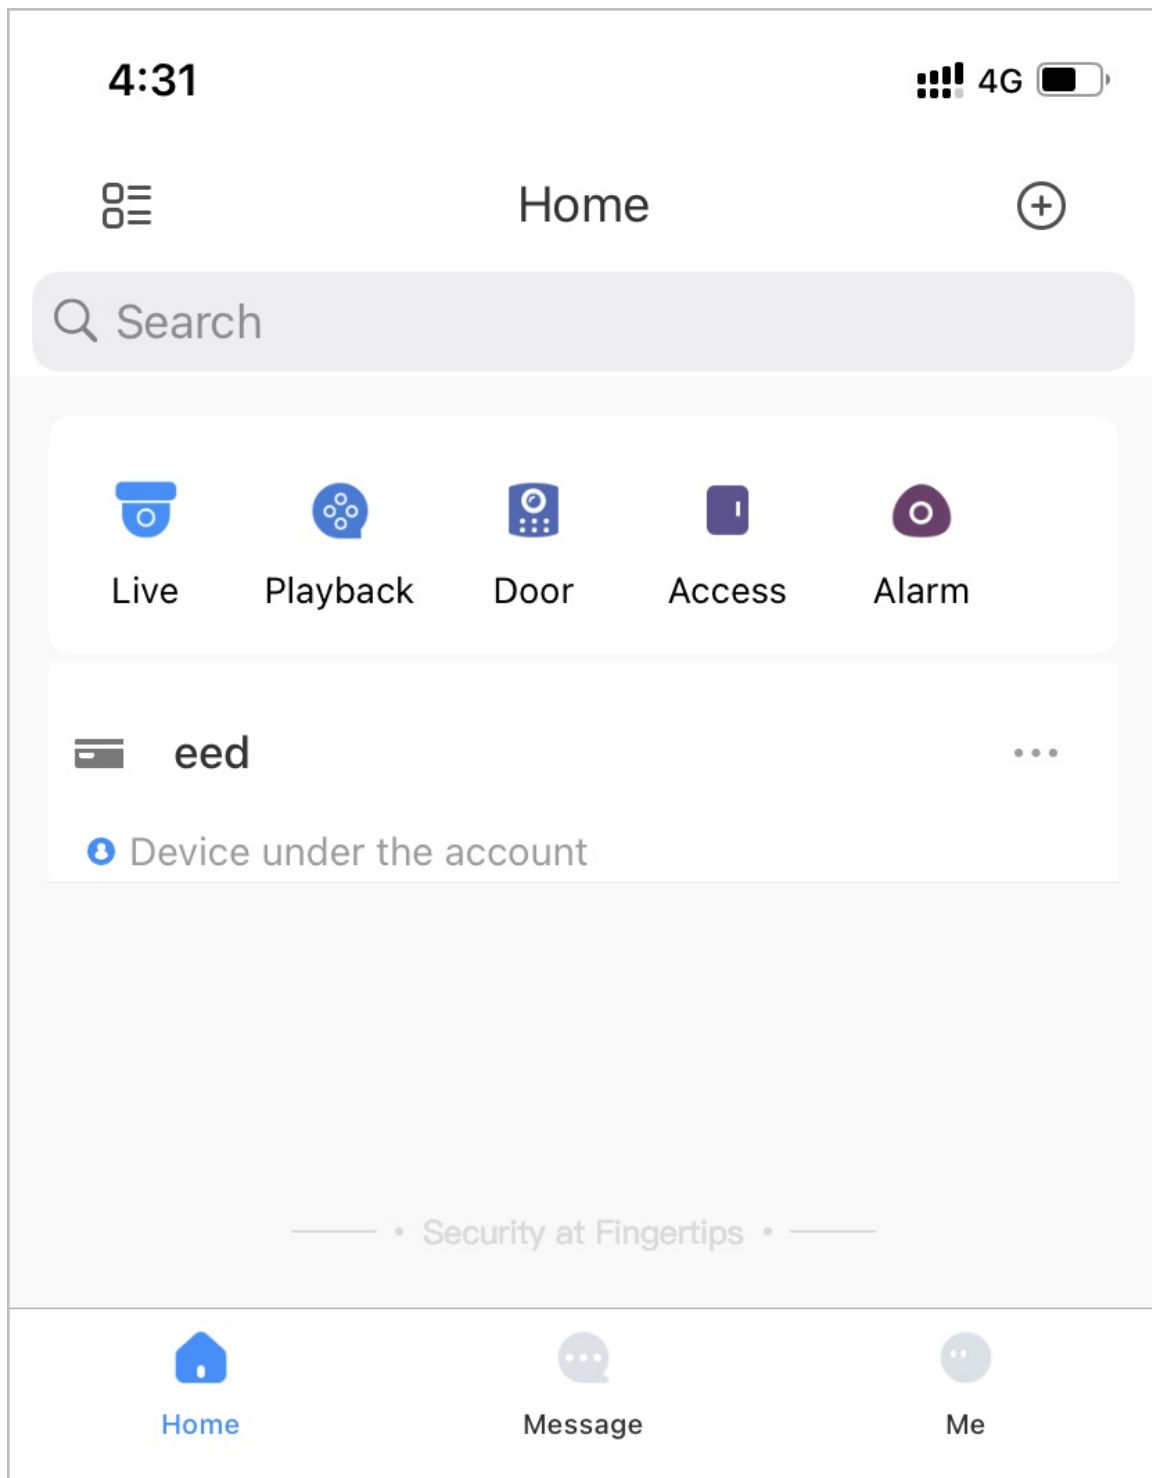 4:31 4G
Home
Search
Live Playback Door Access Alarm
eed
Device under the account
Security at Fingertips
Home Message Me